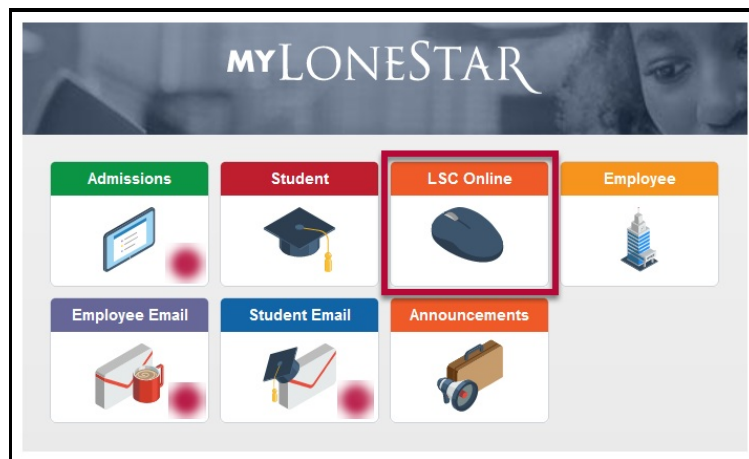 MYLONESTAR
Admissions
Student
LSC Online
Employee
Employee Email
Student Email
Announcements